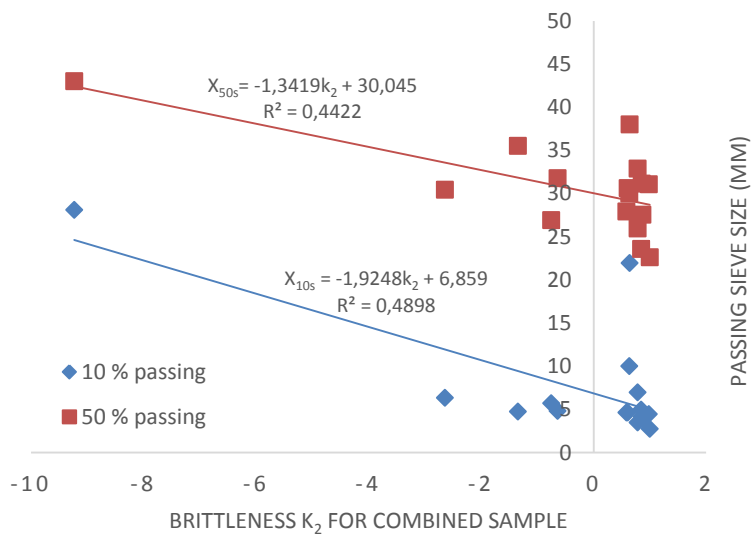 50
45
40
35
30
25
20
15
10
5
0
PASSING SIEVE SIZE (MM)
X50s= -1,3419k2 + 30,045
R² = 0,4422
X10s = -1,9248k2 + 6,859
R² = 0,4898
10 % passing
50 % passing
-10 -8 -6 -4 -2 0 2
BRITTLENESS K2 FOR COMBINED SAMPLE